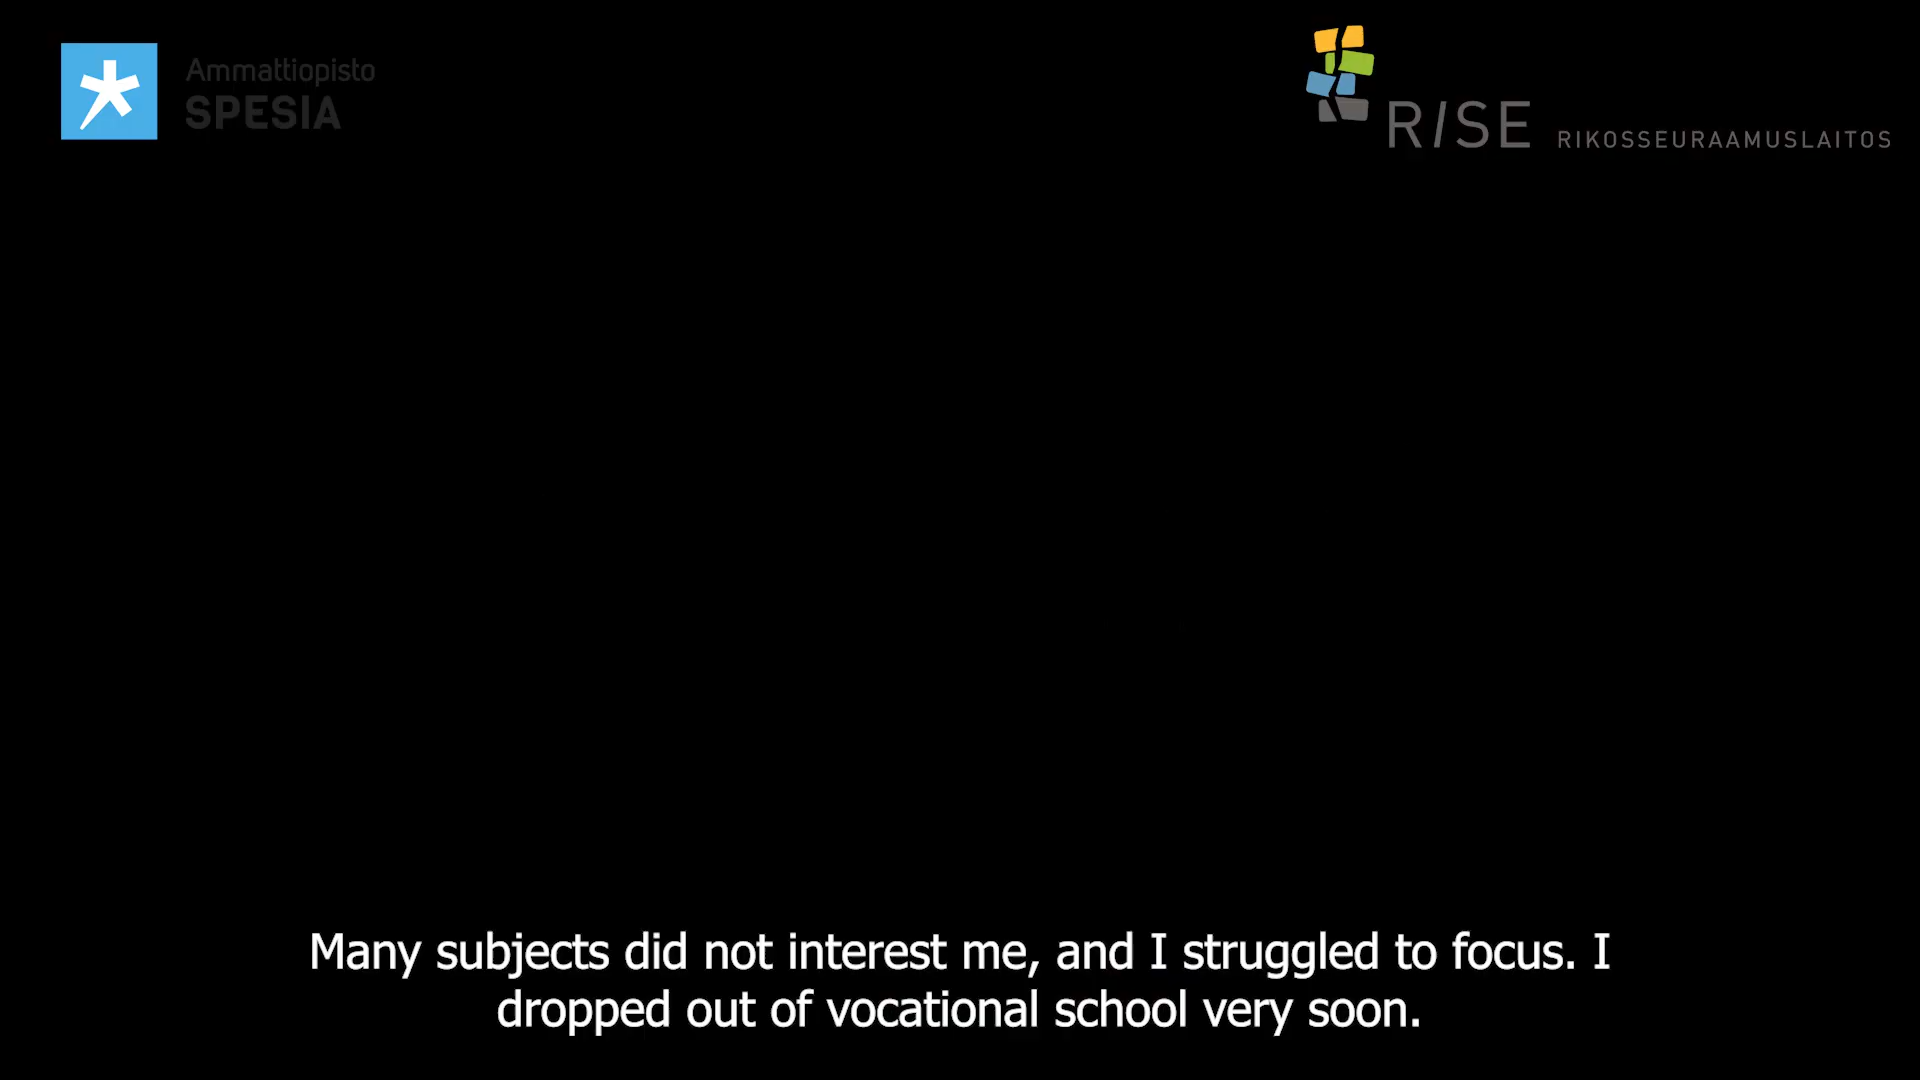 Ammattiopisto
SPESIA
R/SE RIKOSSEURAAMUSLAITOS
Many subjects did not interest me, and I struggled to focus. I
dropped out of vocational school very soon.